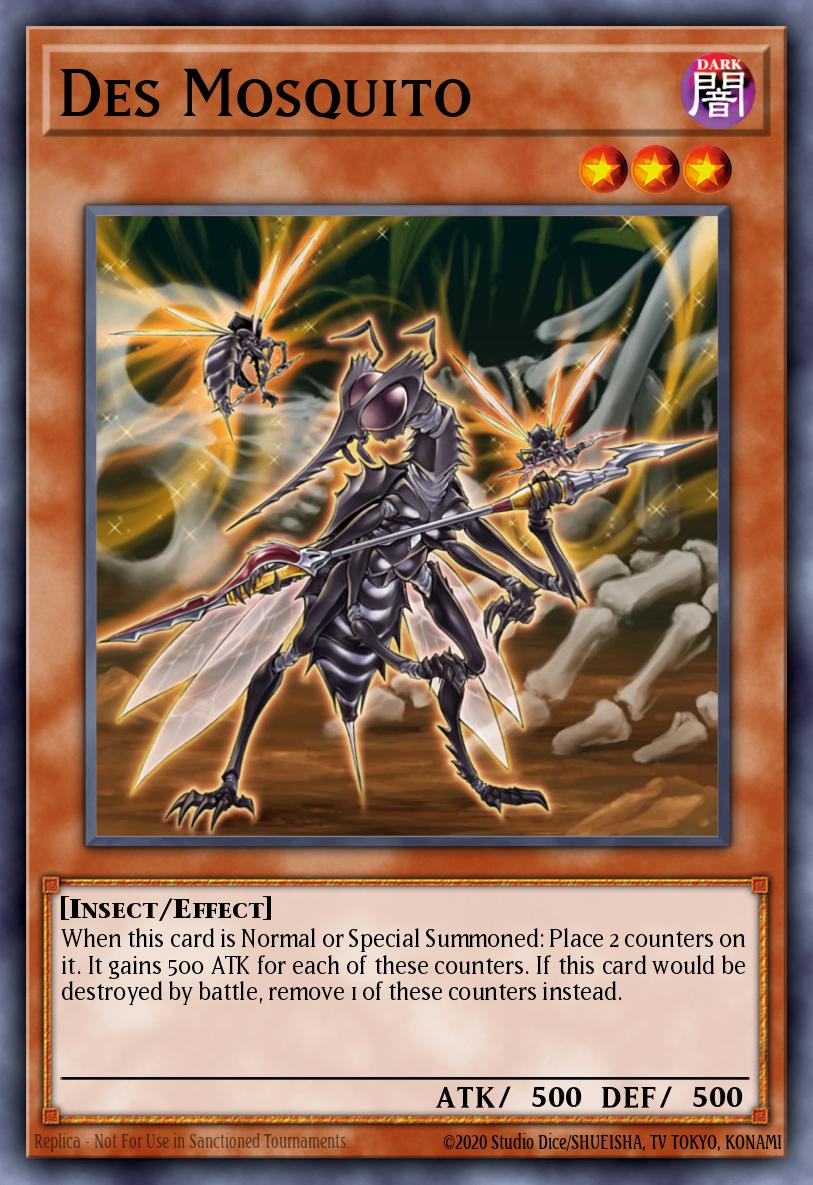 Des Mosquito
DARK
闇
[Insect/Effect]
When this card is Normal or Special Summoned: Place 2 counters on
it. It gains 500 ATK for each of these counters. If this card would be
destroyed by battle, remove 1 of these counters instead.
ATK/ 500 DEF/ 500
Replica - Not For Use in Sanctioned Tournaments.
©2020 Studio Dice/SHUEISHA, TV TOKYO, KONAMI